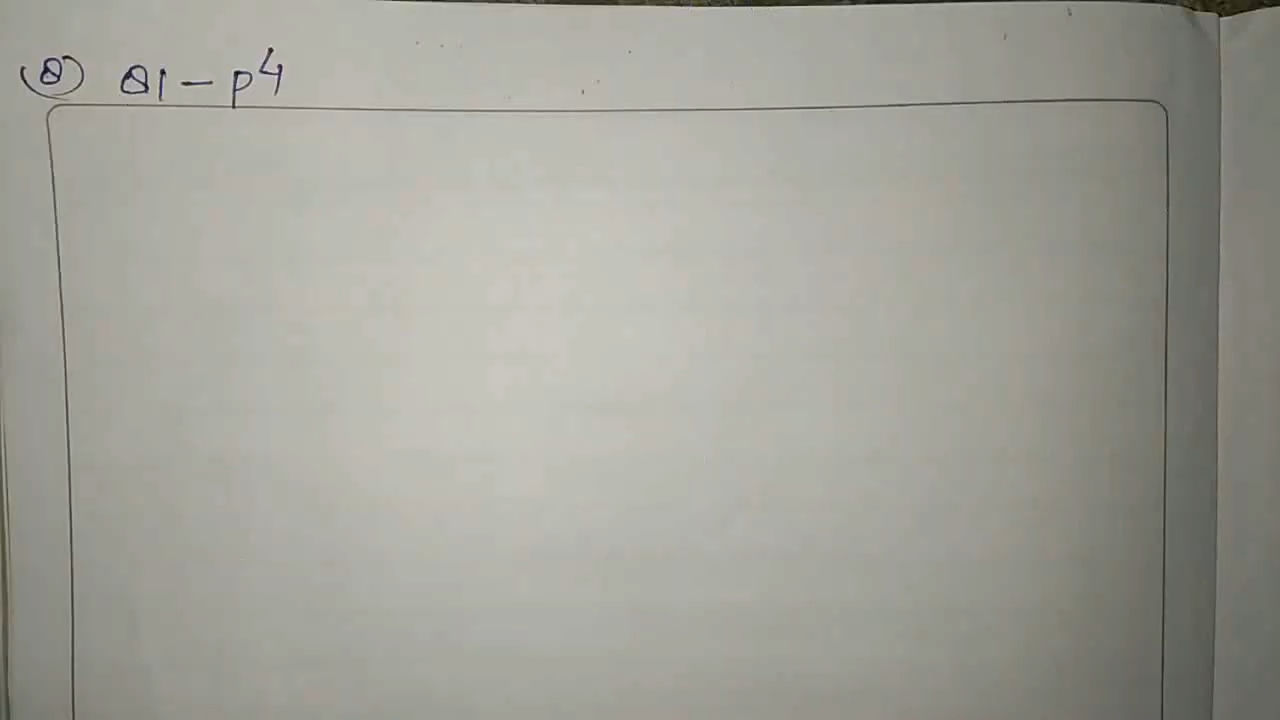 (8) 81 – p⁴